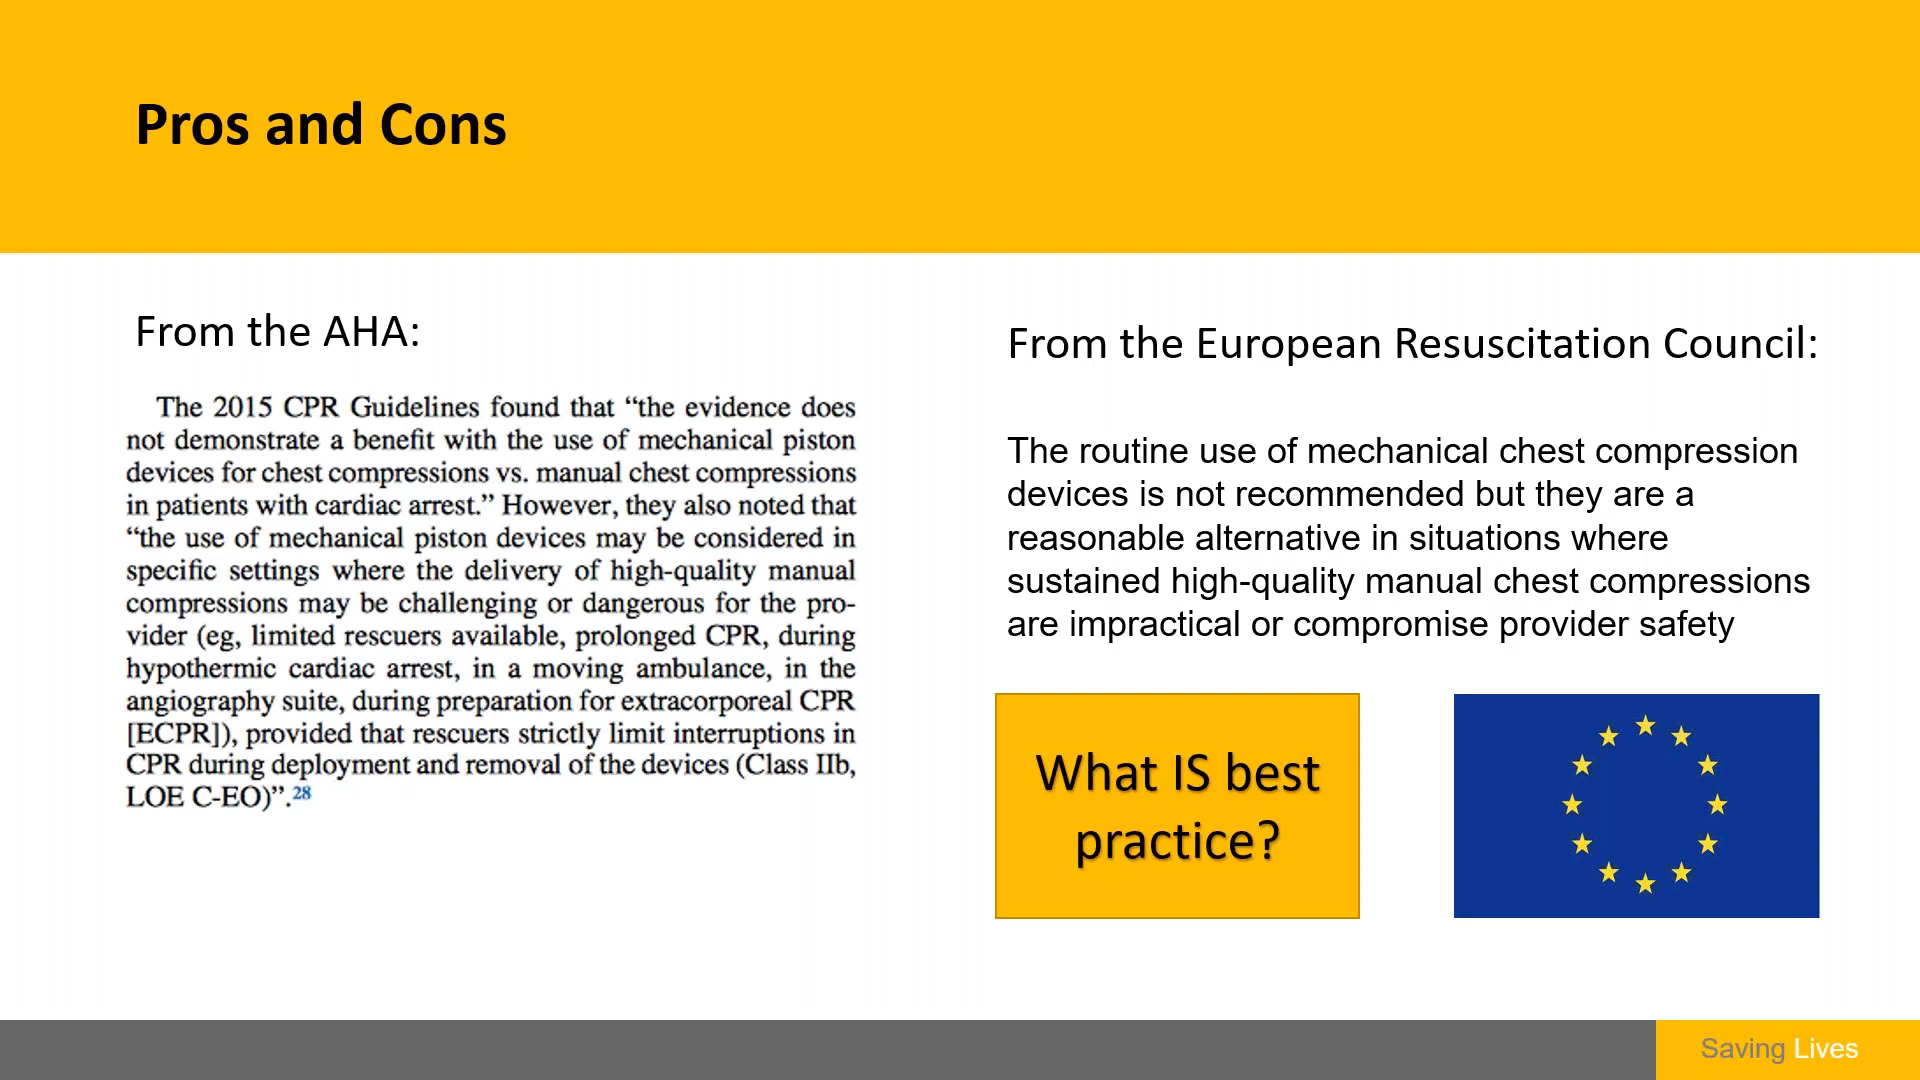 Pros and Cons
From the AHA:
The 2015 CPR Guidelines found that “the evidence does
not demonstrate a benefit with the use of mechanical piston
devices for chest compressions vs. manual chest compressions
in patients with cardiac arrest.” However, they also noted that
“the use of mechanical piston devices may be considered in
specific settings where the delivery of high-quality manual
compressions may be challenging or dangerous for the pro-
vider (eg, limited rescuers available, prolonged CPR, during
hypothermic cardiac arrest, in a moving ambulance, in the
angiography suite, during preparation for extracorporeal CPR
[ECPR]), provided that rescuers strictly limit interruptions in
CPR during deployment and removal of the devices (Class IIb,
LOE C-EO)”.28
From the European Resuscitation Council:
The routine use of mechanical chest compression
devices is not recommended but they are a
reasonable alternative in situations where
sustained high-quality manual chest compressions
are impractical or compromise provider safety
What IS best
practice?
Saving Lives